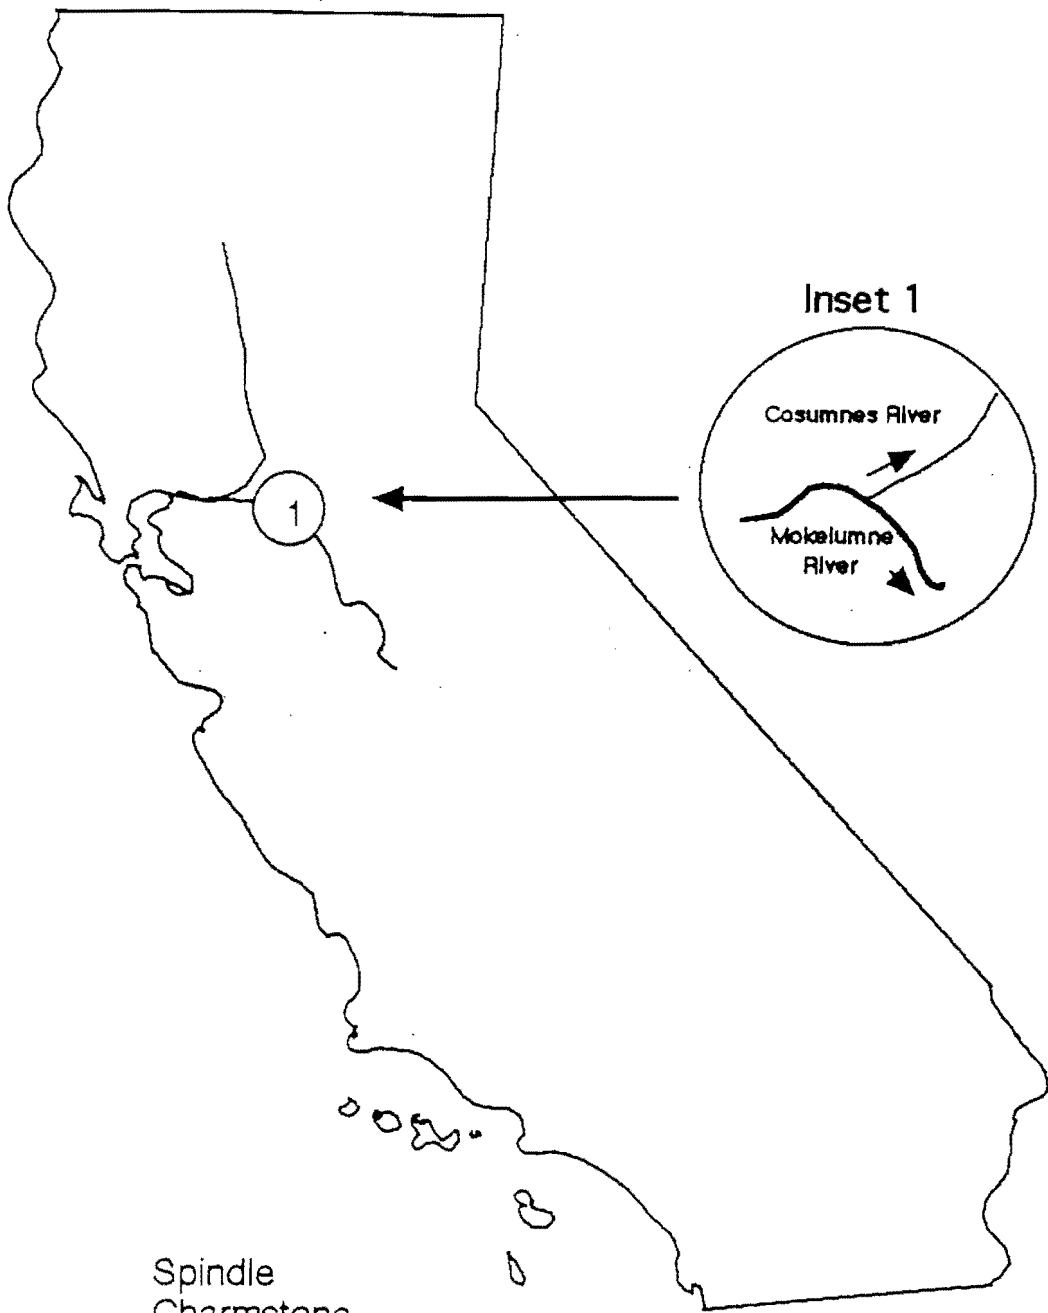 Inset 1
Cosumnes River
Mokelumne
River
1
Spindle
Charmstone